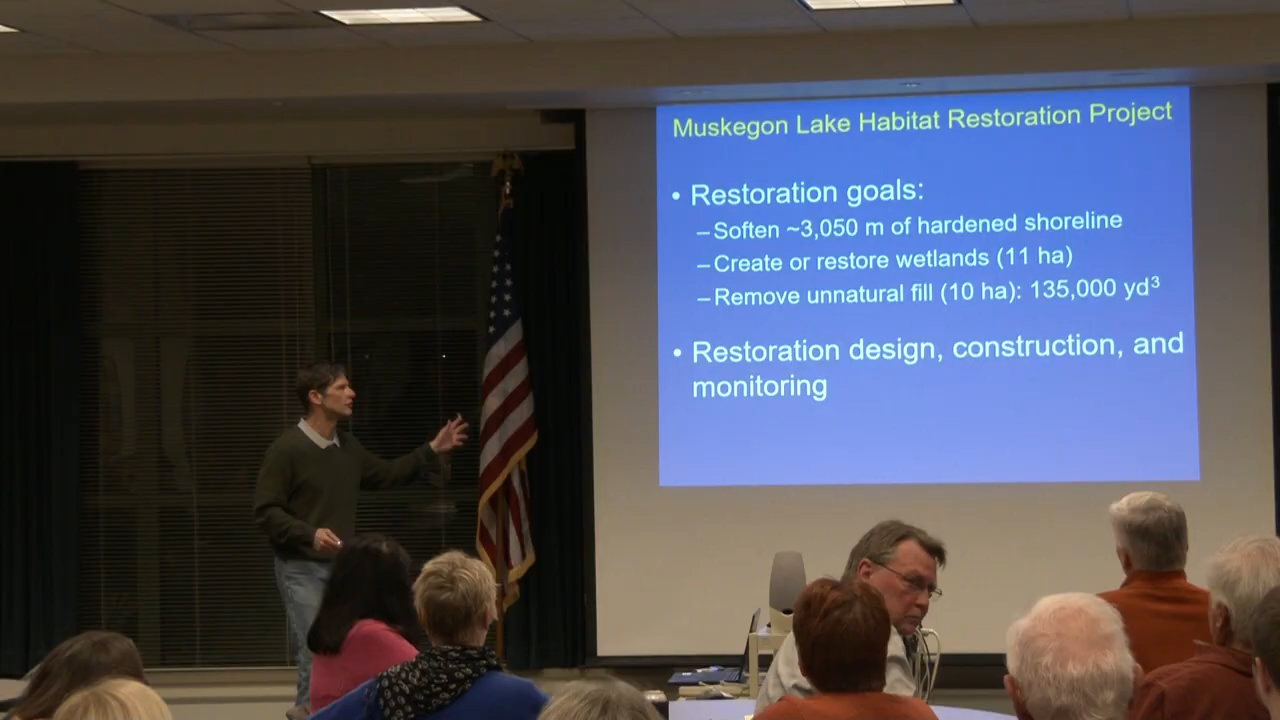 Muskegon Lake Habitat Restoration Project
• Restoration goals:
–Soften ~3,050 m of hardened shoreline
–Create or restore wetlands (11 ha)
–Remove unnatural fill (10 ha): 135,000 yd³
• Restoration design, construction, and
monitoring